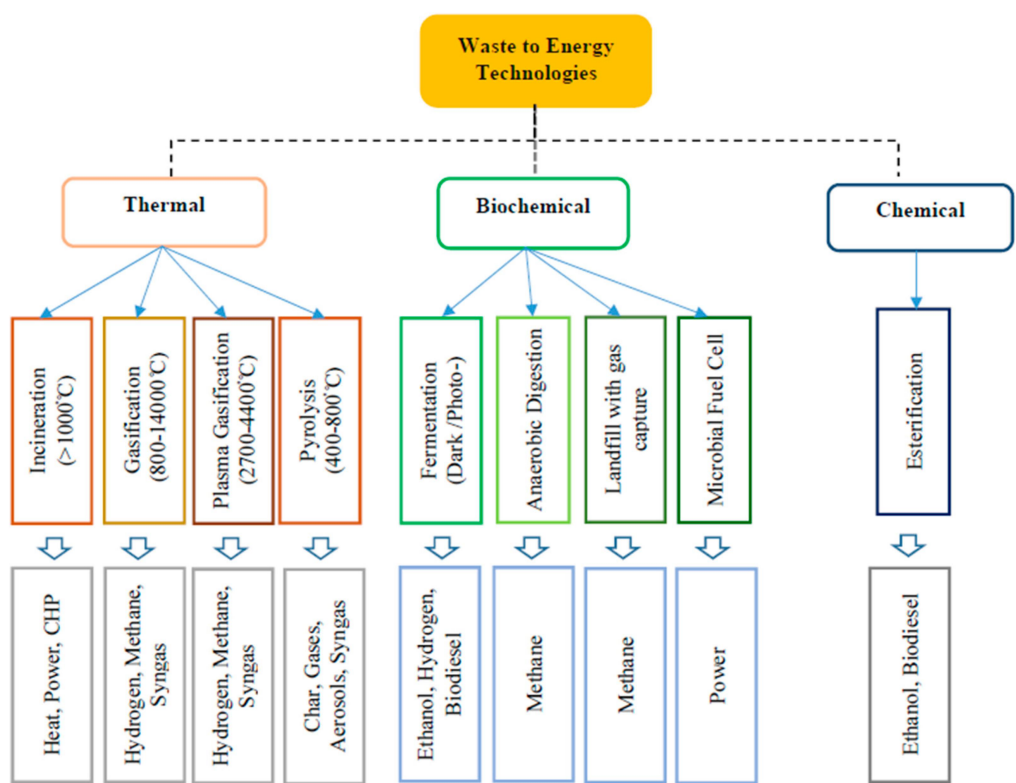 Waste to Energy
Technologies
Thermal
Biochemical
Chemical
Incineration
(>1000℃)
Gasification
(800-14000℃)
Plasma Gasification
(2700-4400℃)
Pyrolysis
(400-800℃)
Fermentation
(Dark /Photo-)
Anaerobic Digestion
Landfill with gas
capture
Microbial Fuel Cell
Esterification
Heat, Power, CHP
Hydrogen, Methane,
Syngas
Hydrogen, Methane,
Syngas
Char, Gases,
Aerosols, Syngas
Ethanol, Hydrogen,
Biodiesel
Methane
Methane
Power
Ethanol, Biodiesel